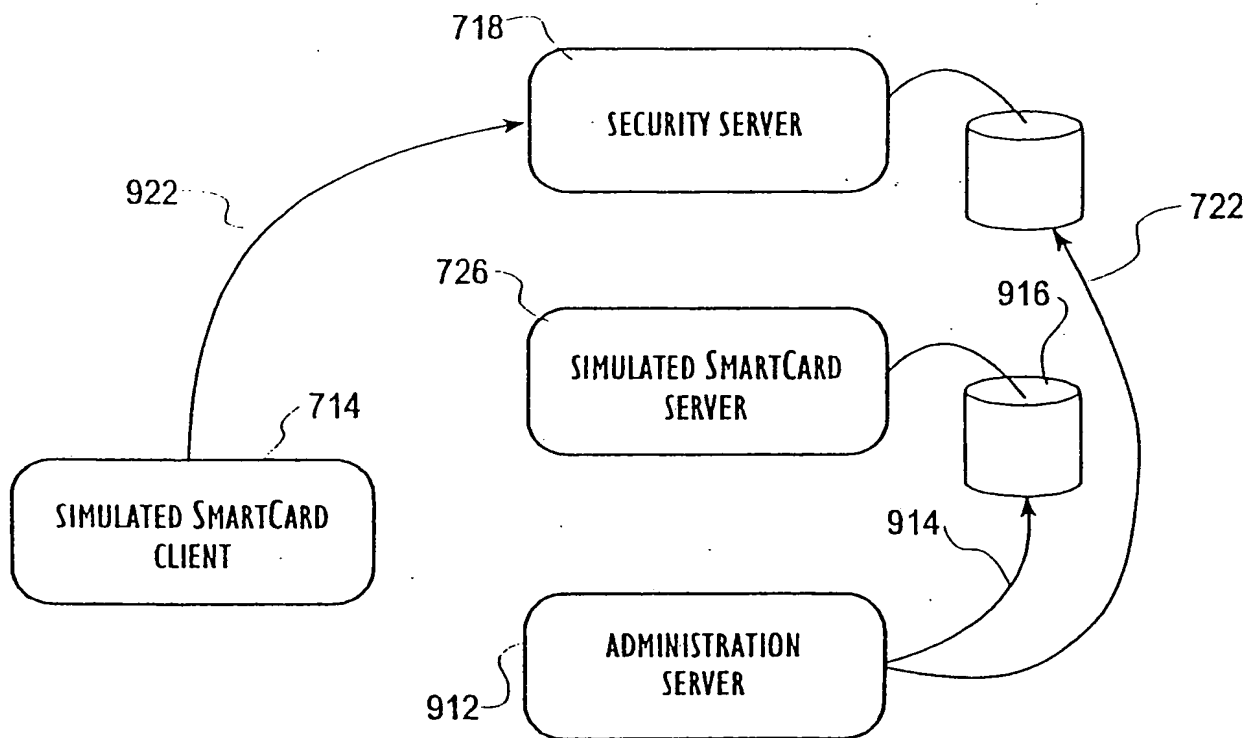 718
SECURITY SERVER
922
722
726
916
SIMULATED SMARTCARD
SERVER
714
SIMULATED SMARTCARD
CLIENT
914
ADMINISTRATION
SERVER
912